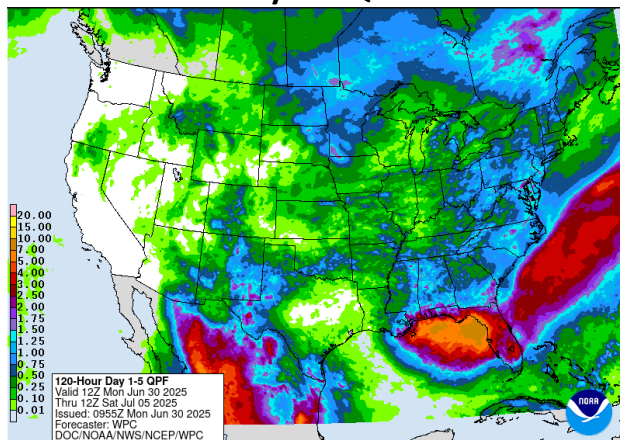 20.00
15.00
10.00
7.00
5.00
4.00
3.00
2.50
2.00
1.75
1.50
1.25
1.00
0.75
0.50
0.25
0.10
0.01
120-Hour Day 1-5 QPF
Valid 12Z Mon Jun 30 2025
Thru 12Z Sat Jul 05 2025
Issued: 0955Z Mon Jun 30 2025
Forecaster: WPC
DOC/NOAA/NWS/NCEP/WPC
NOAA